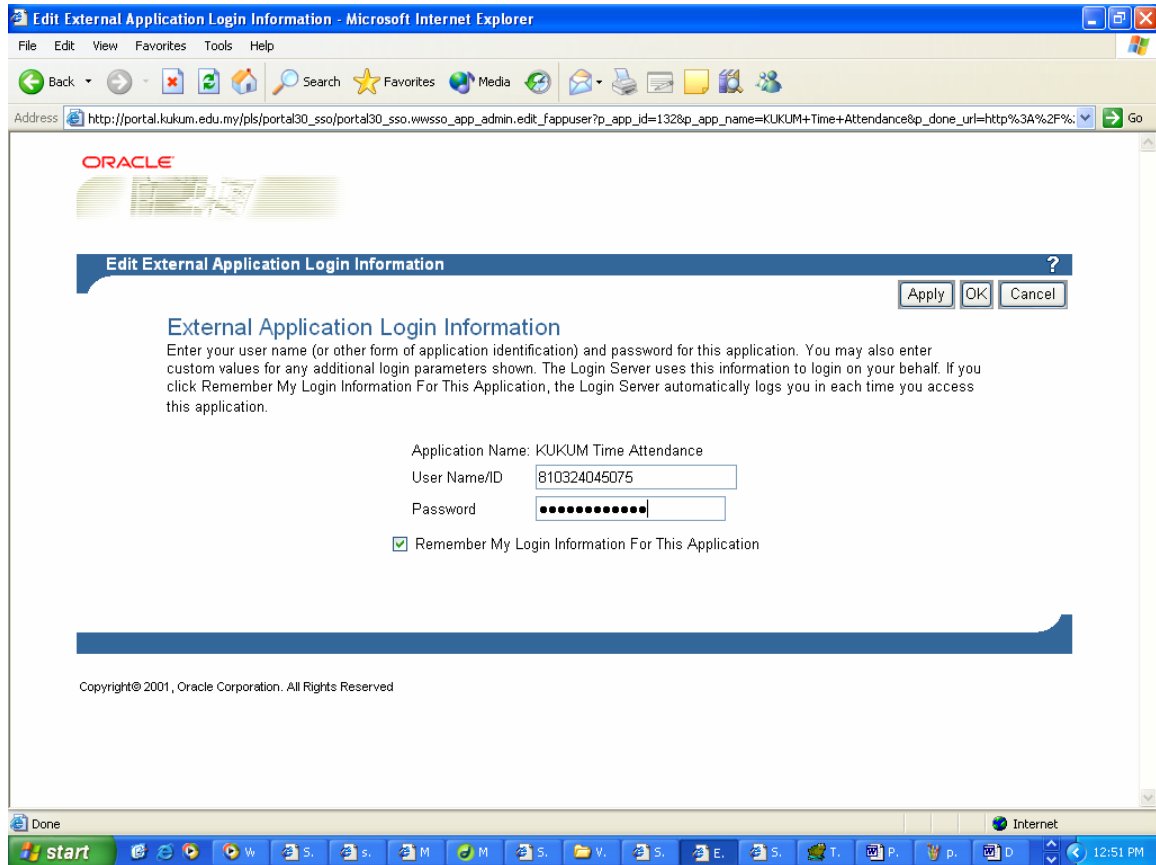 Edit External Application Login Information - Microsoft Internet Explorer
File Edit View Favorites Tools Help
Back Search Favorites Media
Address http://portal.kukum.edu.my/pls/portal30_sso/portal30_sso.wwsso_app_admin.edit_fappuser?p_app_id=132&p_app_name=KUKUM+Time+Attendance&p_done_url=http%3A%2F%: Go
ORACLE
Edit External Application Login Information ?
Apply OK Cancel
External Application Login Information
Enter your user name (or other form of application identification) and password for this application. You may also enter
custom values for any additional login parameters shown. The Login Server uses this information to login on your behalf. If you
click Remember My Login Information For This Application, the Login Server automatically logs you in each time you access
this application.
Application Name: KUKUM Time Attendance
User Name/ID 810324045075
Password ●●●●●●●●●●●●
Remember My Login Information For This Application
Copyright© 2001, Oracle Corporation. All Rights Reserved
Done Internet
start W S. s. M M S. V. S. E. S. T. P. p. D 12:51 PM